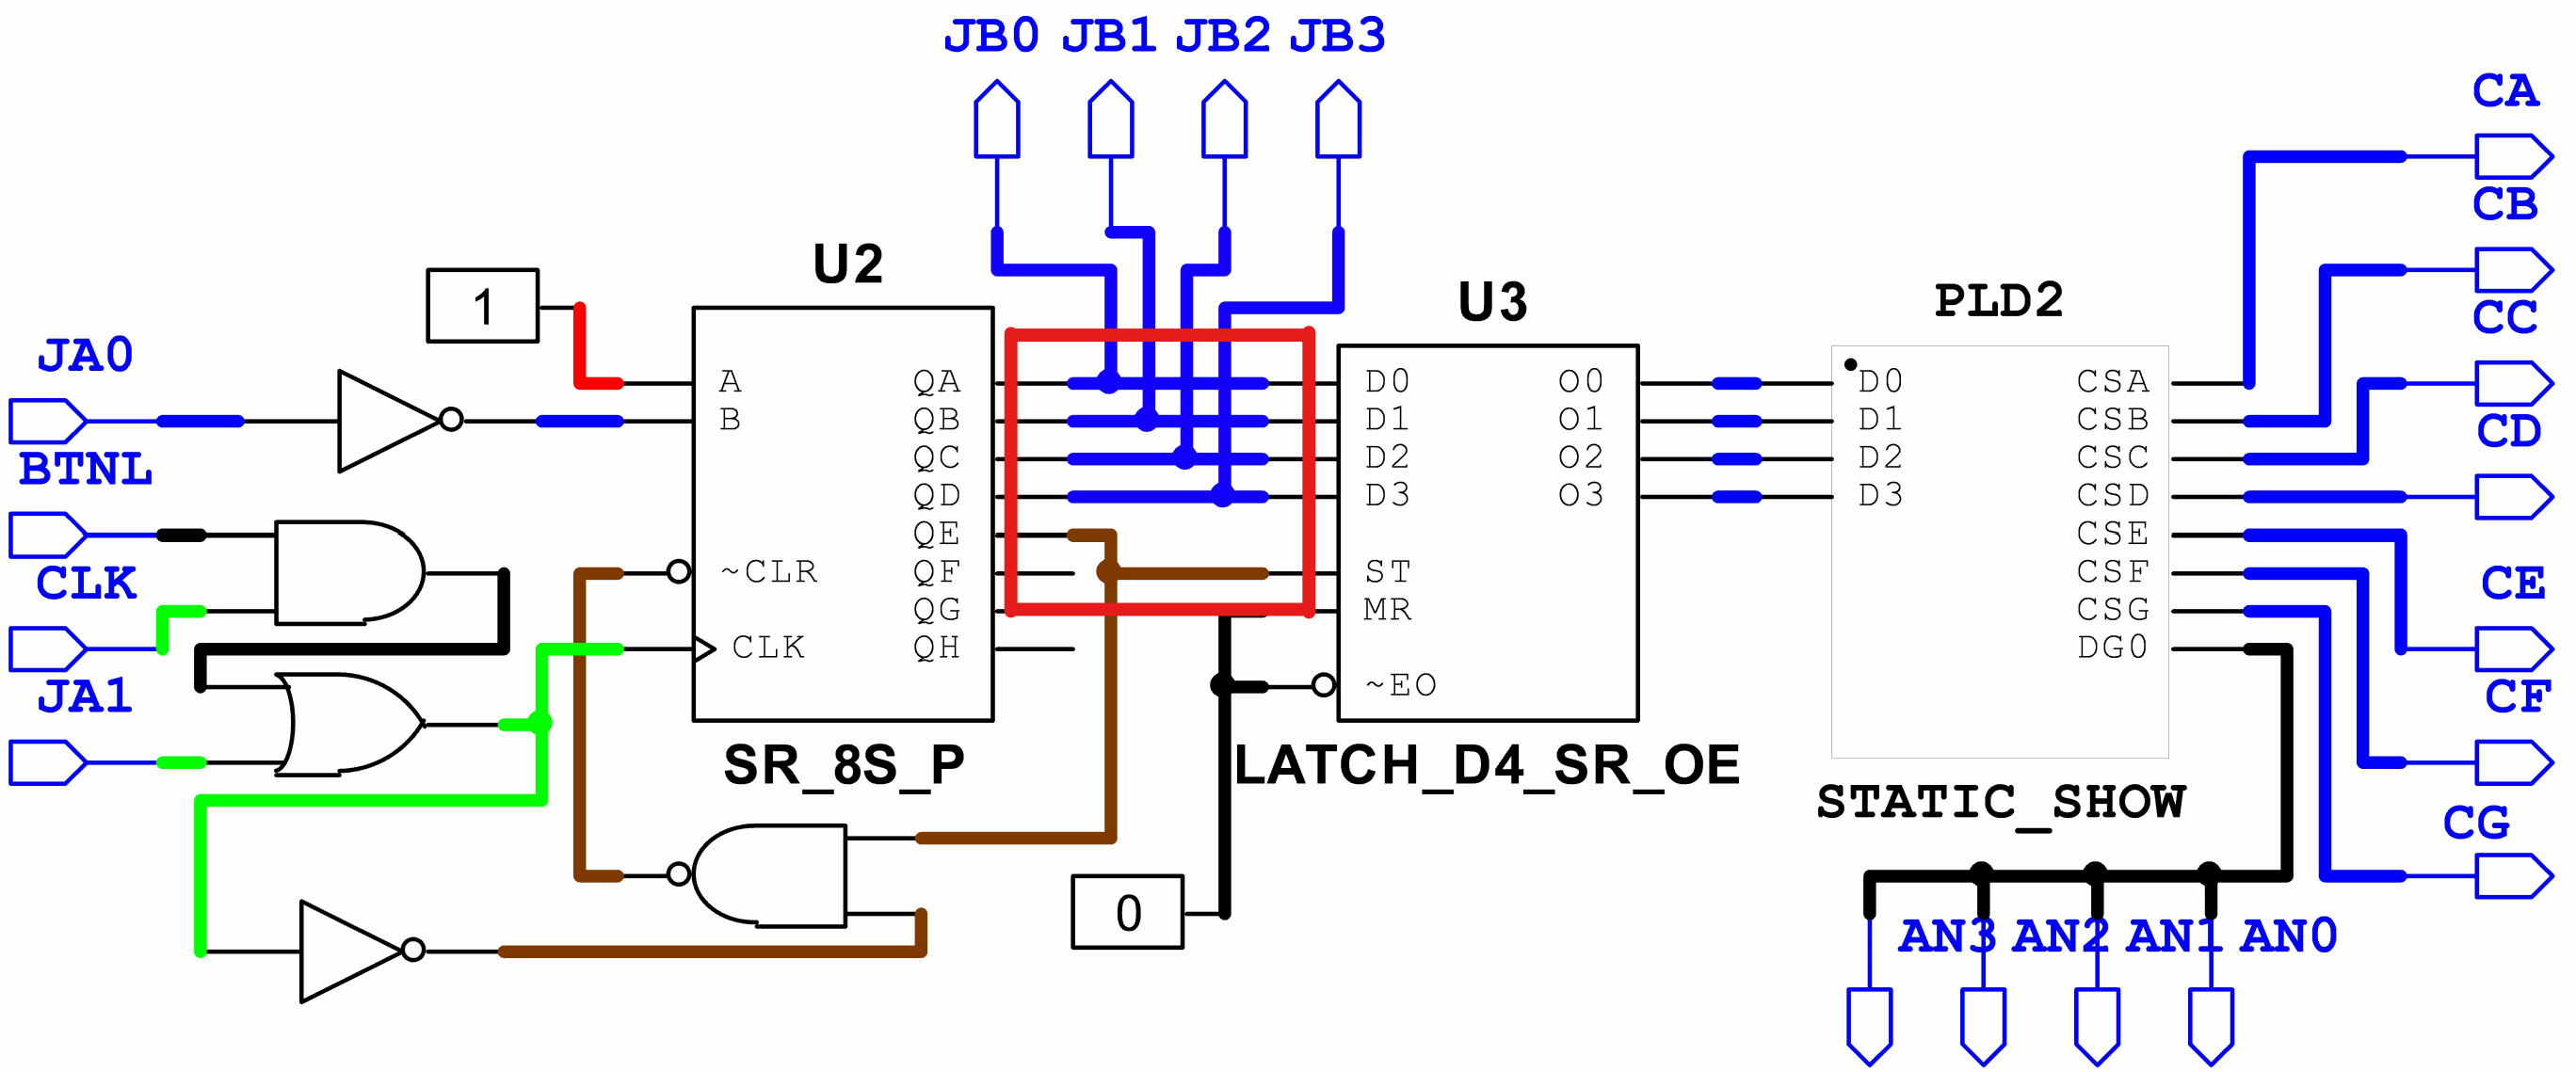 JB0 JB1 JB2 JB3
CA
CB
CC
CD
CE
CF
CG
JA0
BTNL
CLK
JA1
1
U2
A
B
~CLR
CLK
QA
QB
QC
QD
QE
QF
QG
QH
SR_8S_P
U3
D0
D1
D2
D3
ST
MR
~EO
O0
O1
O2
O3
LATCH_D4_SR_OE
0
PLD2
D0
D1
D2
D3
CSA
CSB
CSC
CSD
CSE
CSF
CSG
DG0
STATIC_SHOW
AN3 AN2 AN1 AN0